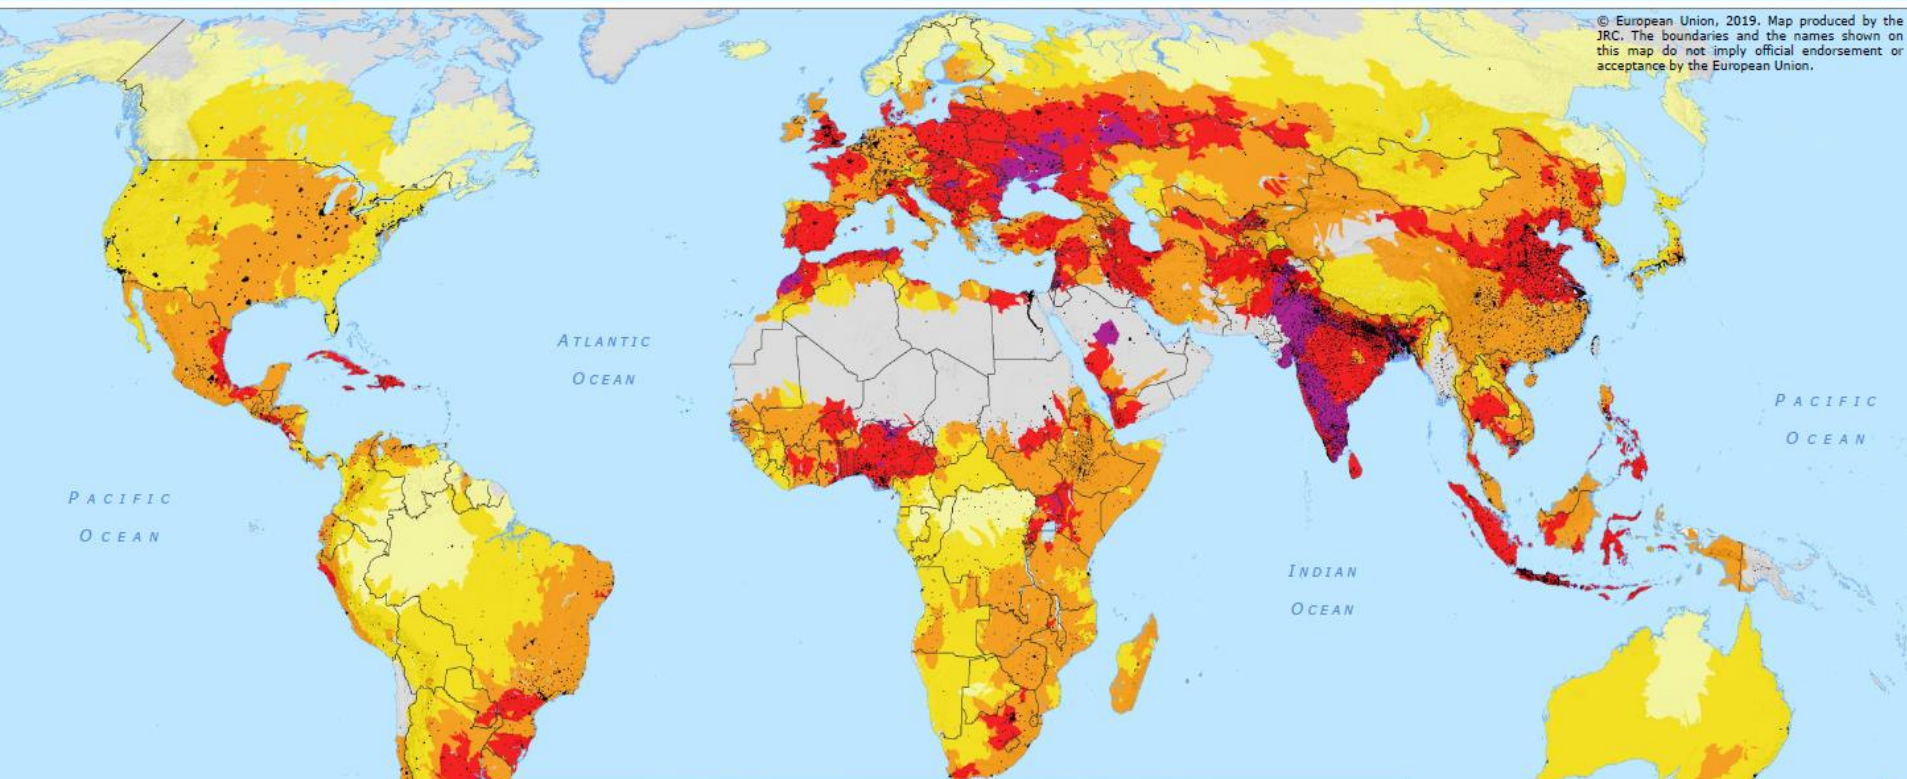 © European Union, 2019. Map produced by the
JRC. The boundaries and the names shown on
this map do not imply official endorsement or
acceptance by the European Union.
ATLANTIC
OCEAN
PACIFIC
OCEAN
PACIFIC
OCEAN
INDIAN
OCEAN